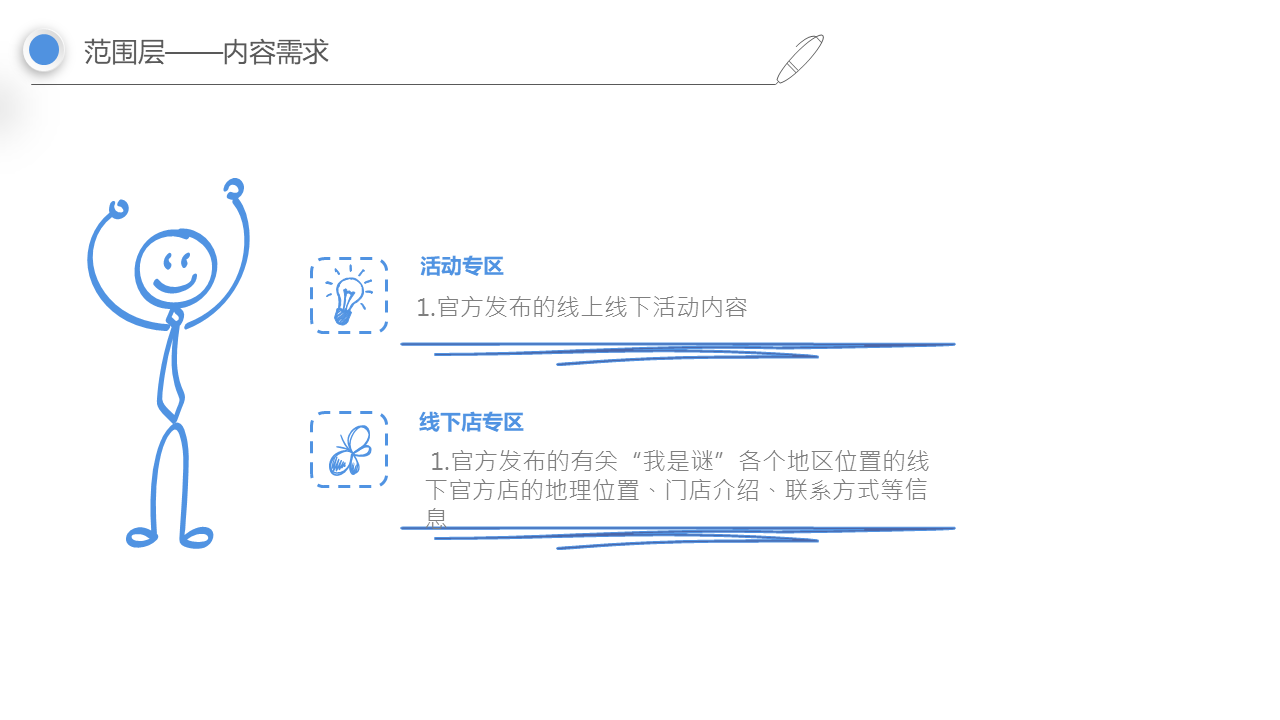 范围层——内容需求
活动专区
1.官方发布的线上线下活动内容
线下店专区
1.官方发布的有关“我是谜”各个地区位置的线
下官方店的地理位置、门店介绍、联系方式等信
息